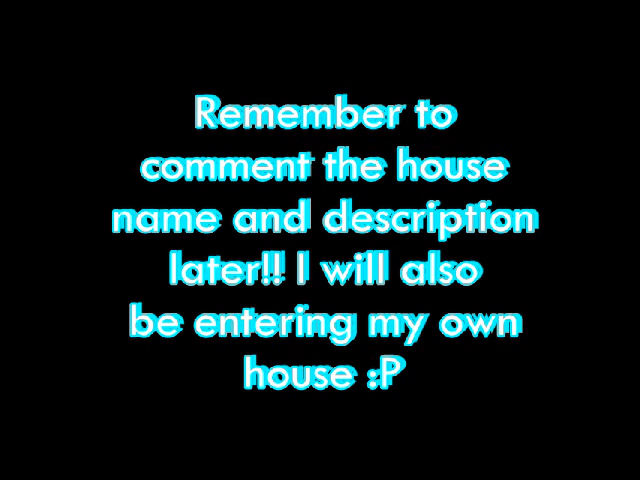 Remember to
comment the house
name and description
later!! I will also
be entering my own
house :P